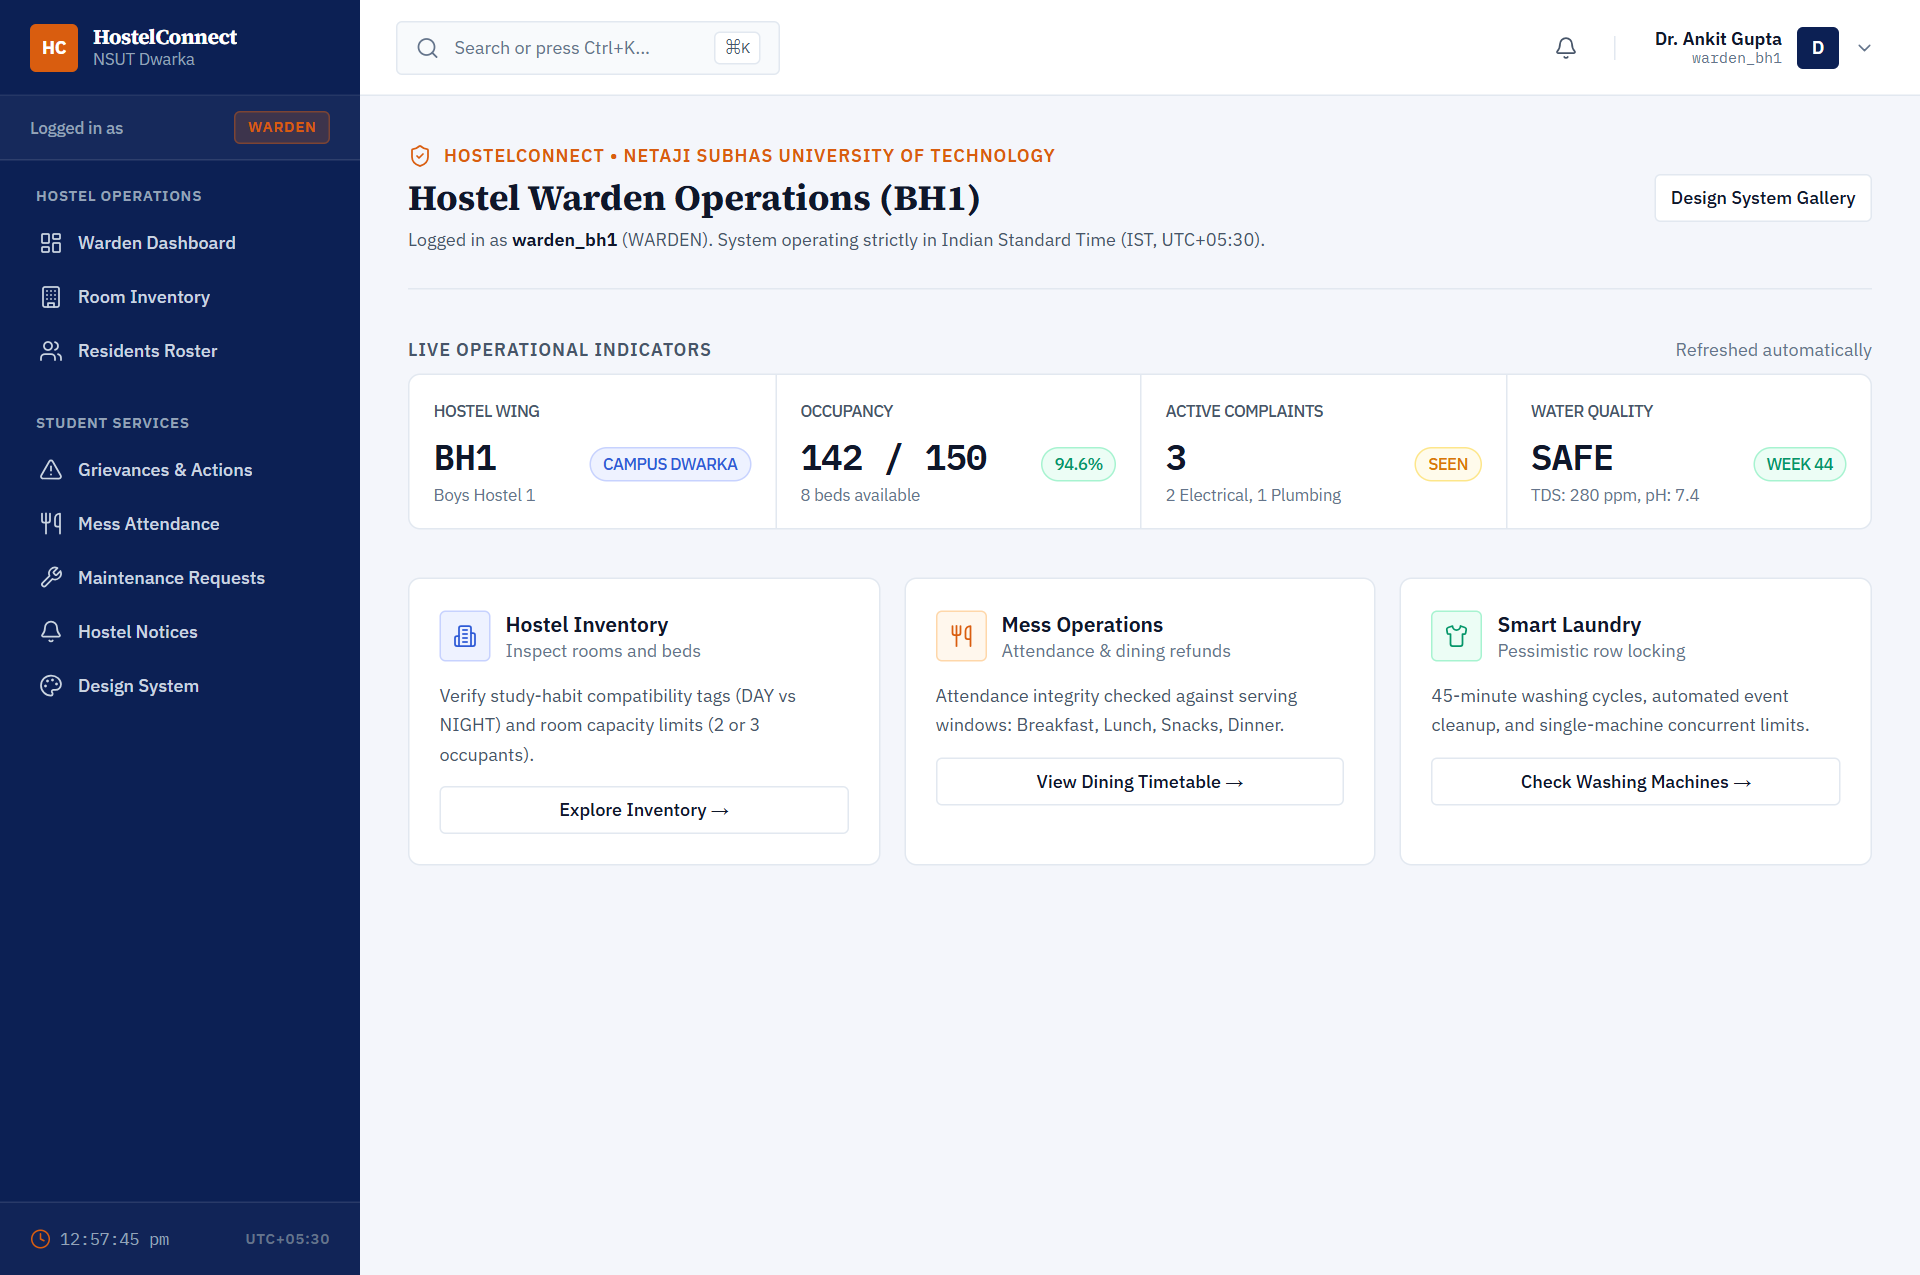 HC
HostelConnect
NSUT Dwarka
Logged in as
WARDEN
HOSTEL OPERATIONS
Warden Dashboard
Room Inventory
Residents Roster
STUDENT SERVICES
Grievances & Actions
Mess Attendance
Maintenance Requests
Hostel Notices
Design System
12:57:45 pm
UTC+05:30
Search or press Ctrl+K...
⌘K
Dr. Ankit Gupta
warden_bh1
D
HOSTELCONNECT • NETAJI SUBHAS UNIVERSITY OF TECHNOLOGY
Hostel Warden Operations (BH1)
Logged in as warden_bh1 (WARDEN). System operating strictly in Indian Standard Time (IST, UTC+05:30).
Design System Gallery
LIVE OPERATIONAL INDICATORS
Refreshed automatically
HOSTEL WING
BH1
CAMPUS DWARKA
Boys Hostel 1
OCCUPANCY
142 / 150
94.6%
8 beds available
ACTIVE COMPLAINTS
3
SEEN
2 Electrical, 1 Plumbing
WATER QUALITY
SAFE
WEEK 44
TDS: 280 ppm, pH: 7.4
Hostel Inventory
Inspect rooms and beds
Verify study-habit compatibility tags (DAY vs
NIGHT) and room capacity limits (2 or 3
occupants).
Explore Inventory →
Mess Operations
Attendance & dining refunds
Attendance integrity checked against serving
windows: Breakfast, Lunch, Snacks, Dinner.
View Dining Timetable →
Smart Laundry
Pessimistic row locking
45-minute washing cycles, automated event
cleanup, and single-machine concurrent limits.
Check Washing Machines →